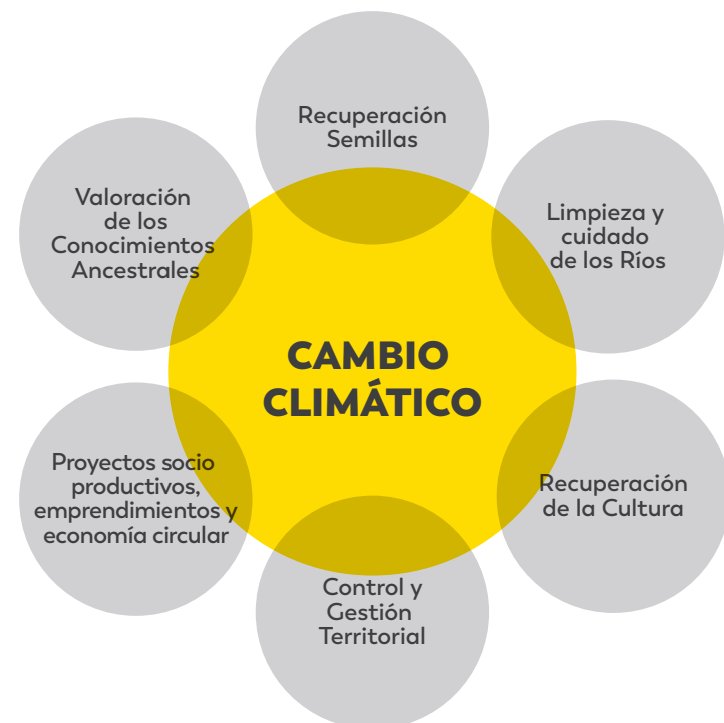 Recuperación
Semillas
Valoración
de los
Conocimientos
Ancestrales
Limpieza y
cuidado
de los Ríos
CAMBIO
CLIMÁTICO
Proyectos socio
productivos,
emprendimientos y
economía circular
Recuperación
de la Cultura
Control y
Gestión
Territorial